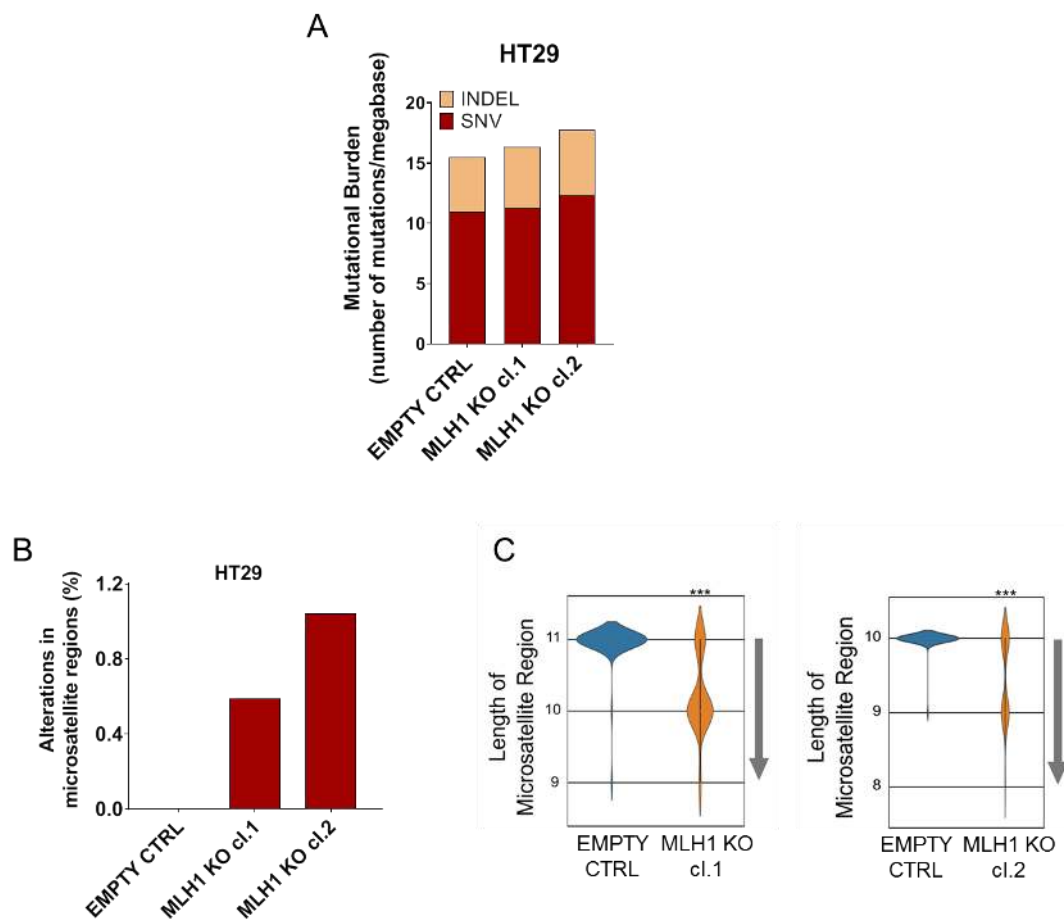 A
HT29
INDEL
SNV
Mutational Burden
(number of mutations/megabase)
20
15
10
5
0
EMPTY CTRL
MLH1 KO cl.1
MLH1 KO cl.2
B
HT29
Alterations in
microsatellite regions (%)
1.2
0.8
0.4
0.0
EMPTY CTRL
MLH1 KO cl.1
MLH1 KO cl.2
C
***
Length of
Microsatellite Region
11
10
9
EMPTY
CTRL
MLH1 KO
cl.1
***
Length of
Microsatellite Region
10
9
8
EMPTY
CTRL
MLH1 KO
cl.2